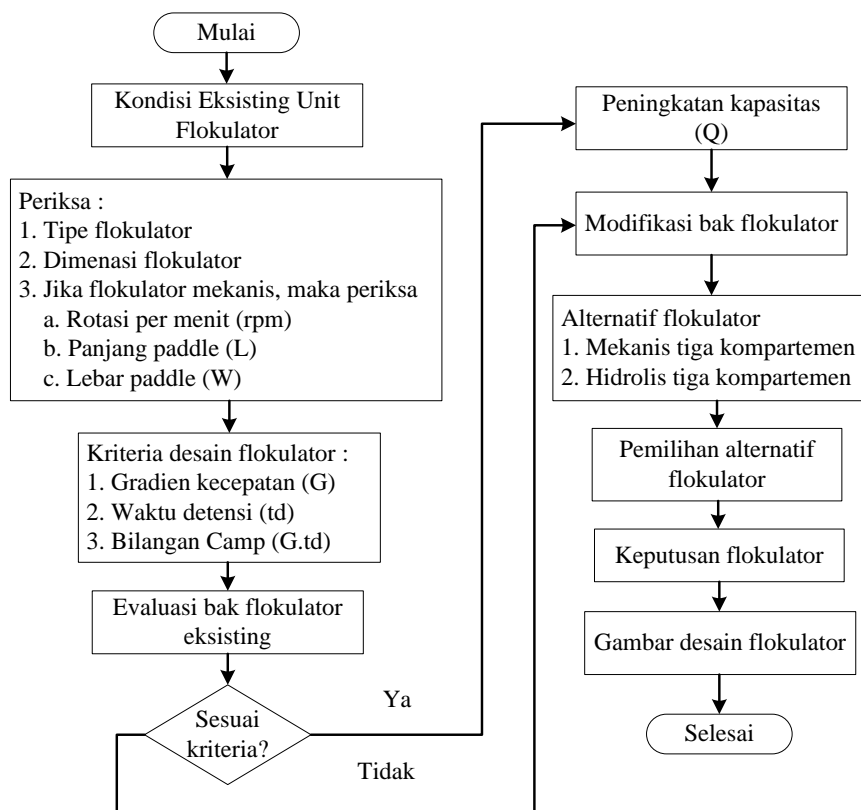 Mulai
Kondisi Eksisting Unit
Flokulator
Periksa :
1. Tipe flokulator
2. Dimenasi flokulator
3. Jika flokulator mekanis, maka periksa
a. Rotasi per menit (rpm)
b. Panjang paddle (L)
c. Lebar paddle (W)
Kriteria desain flokulator :
1. Gradien kecepatan (G)
2. Waktu detensi (td)
3. Bilangan Camp (G.td)
Evaluasi bak flokulator
eksisting
Sesuai
kriteria?
Ya
Tidak
Peningkatan kapasitas
(Q)
Modifikasi bak flokulator
Alternatif flokulator
1. Mekanis tiga kompartemen
2. Hidrolis tiga kompartemen
Pemilihan alternatif
flokulator
Keputusan flokulator
Gambar desain flokulator
Selesai